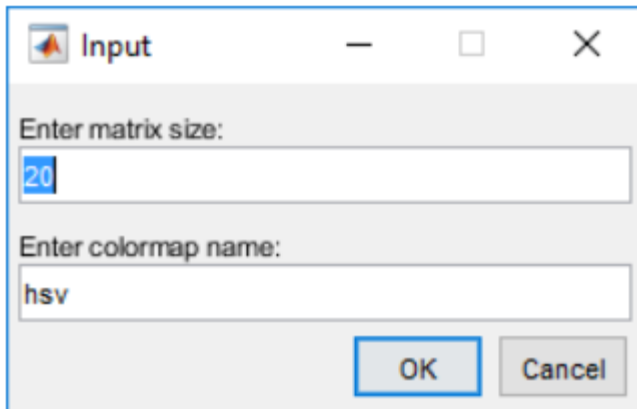 Input
Enter matrix size:
20
Enter colormap name:
hsv
OK Cancel